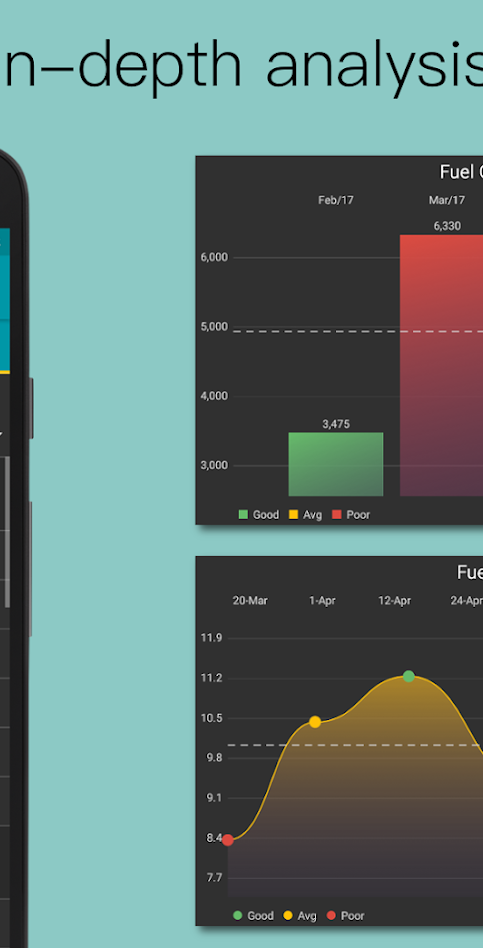 n-depth analysis
Fuel
Feb/17 Mar/17
6,330
6,000
5,000
4,000
3,475
3,000
Good Avg Poor
Fue
20-Mar 1-Apr 12-Apr 24-Apr
11.9
11.2
10.5
9.8
9.1
8.4
7.7
Good Avg Poor